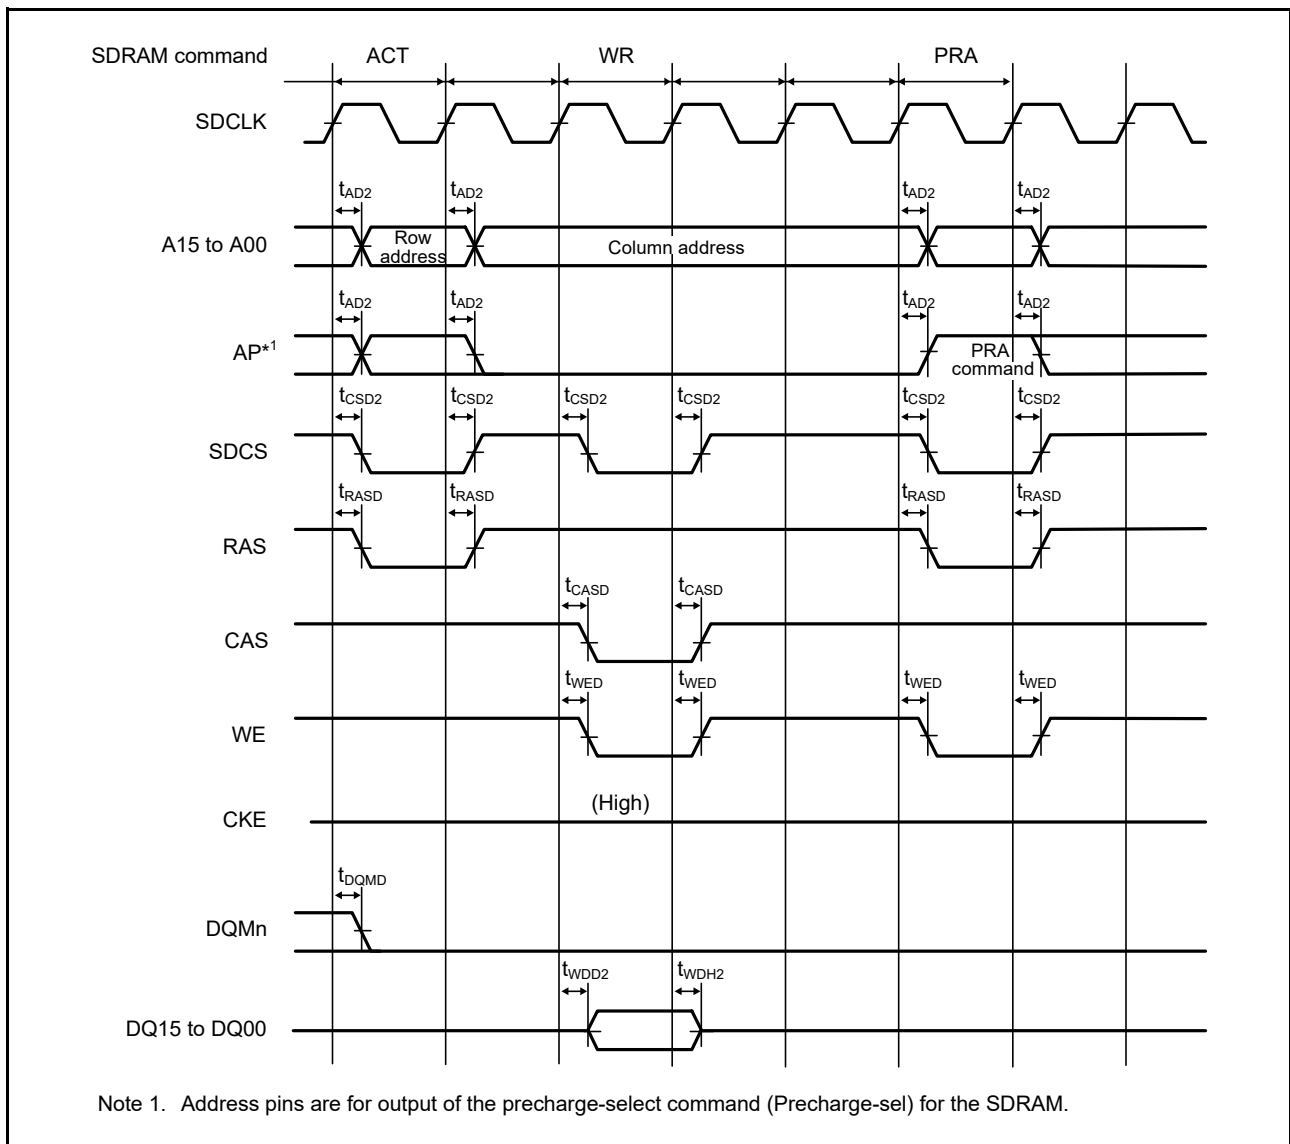 SDRAM command ACT WR PRA
SDCLK
tAD2 tAD2 tAD2 tAD2
A15 to A00 Row address Column address
tAD2 tAD2 tAD2 tAD2
AP*1 PRA command
tCSD2 tCSD2 tCSD2 tCSD2 tCSD2 tCSD2
SDCS
tRASD tRASD tRASD tRASD
RAS
tCASD tCASD
CAS
tWED tWED tWED tWED
WE
(High)
CKE
tDQMD
DQMn
tWDD2 tWDH2
DQ15 to DQ00
Note 1. Address pins are for output of the precharge-select command (Precharge-sel) for the SDRAM.